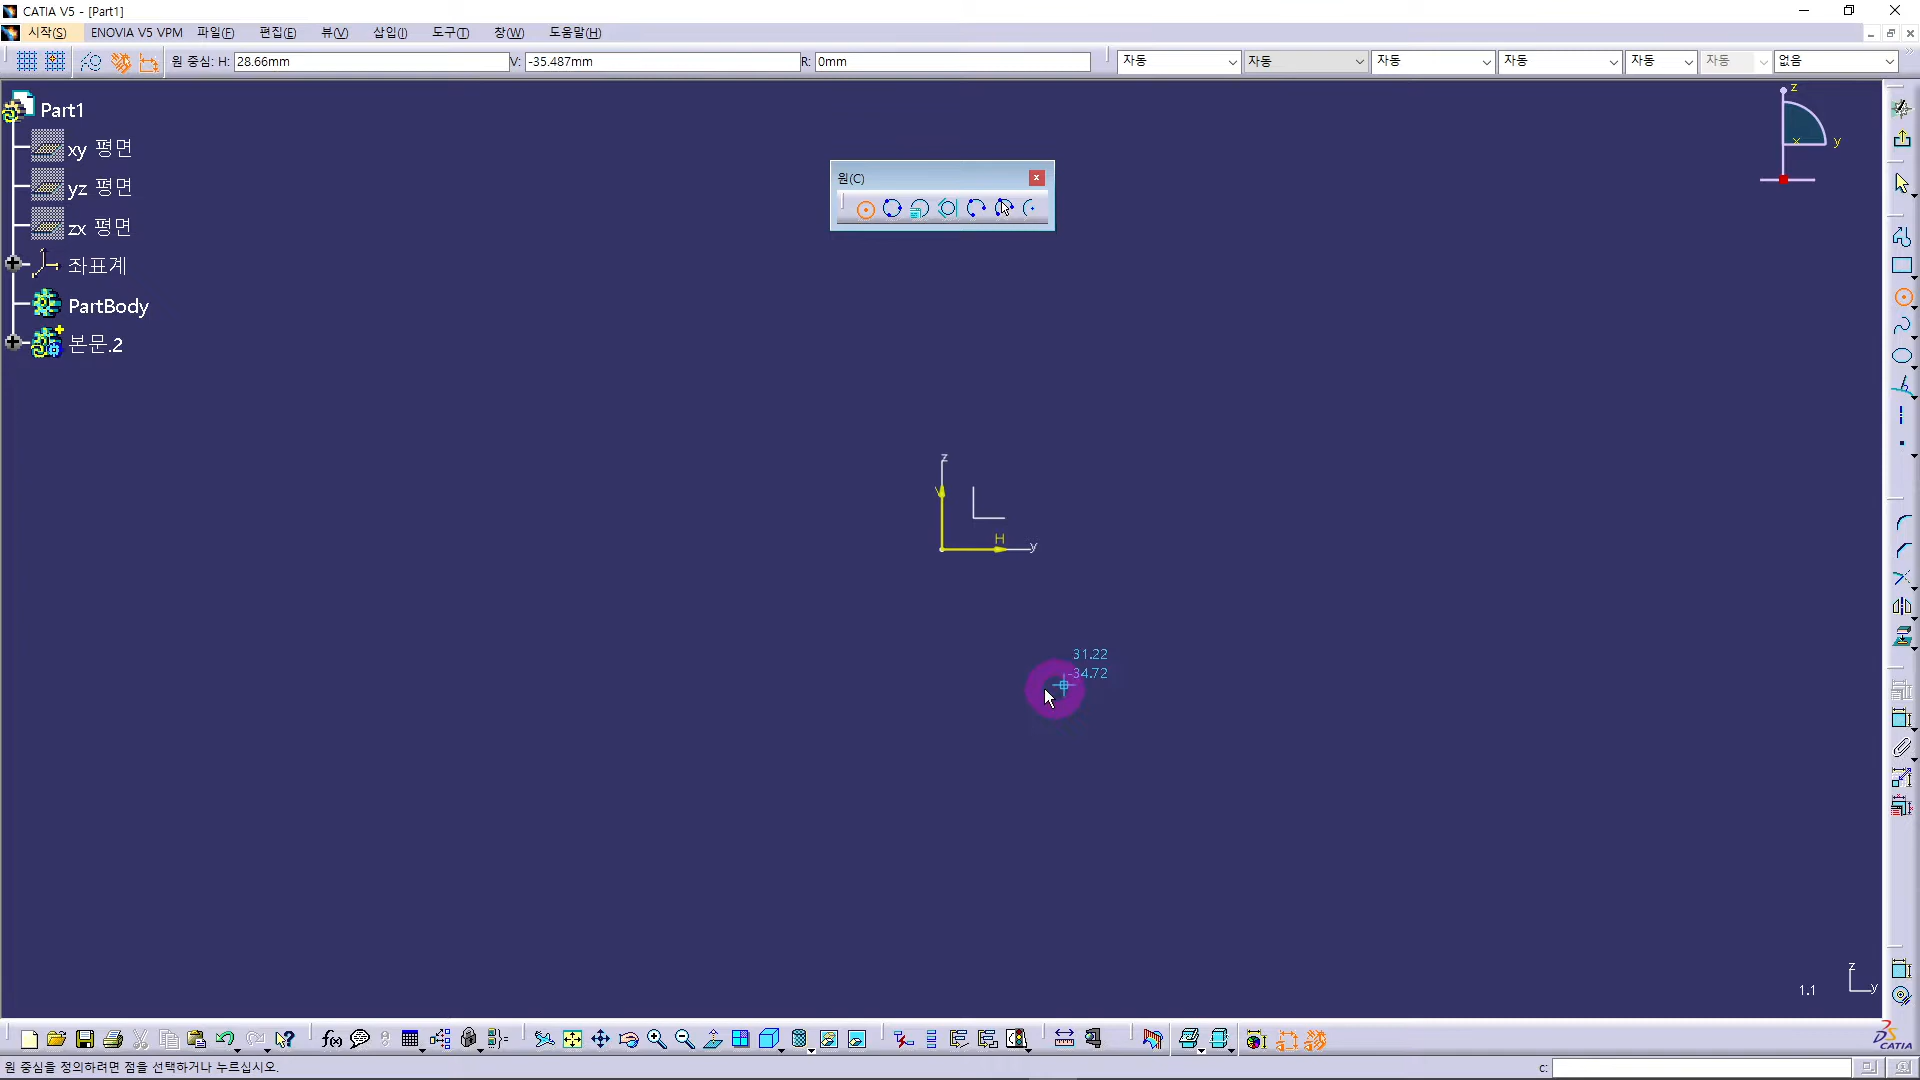 CATIA V5 - [Part1]
시작(S) ENOVIA V5 VPM 파일(F) 편집(E) 뷰(V) 삽입(I) 도구(T) 창(W) 도움말(H)
원 중심: H: 28.66mm V: -35.487mm R: 0mm 자동 자동 자동 자동 자동 자동 없음
Part1
xy 평면
yz 평면
zx 평면
좌표계
PartBody
본문.2
z
x y
원(C)
z
V
H
y
31.22
-34.72
z
1.1 y
f(x)
CATIA
원 중심을 정의하려면 점을 선택하거나 누르십시오.
c: